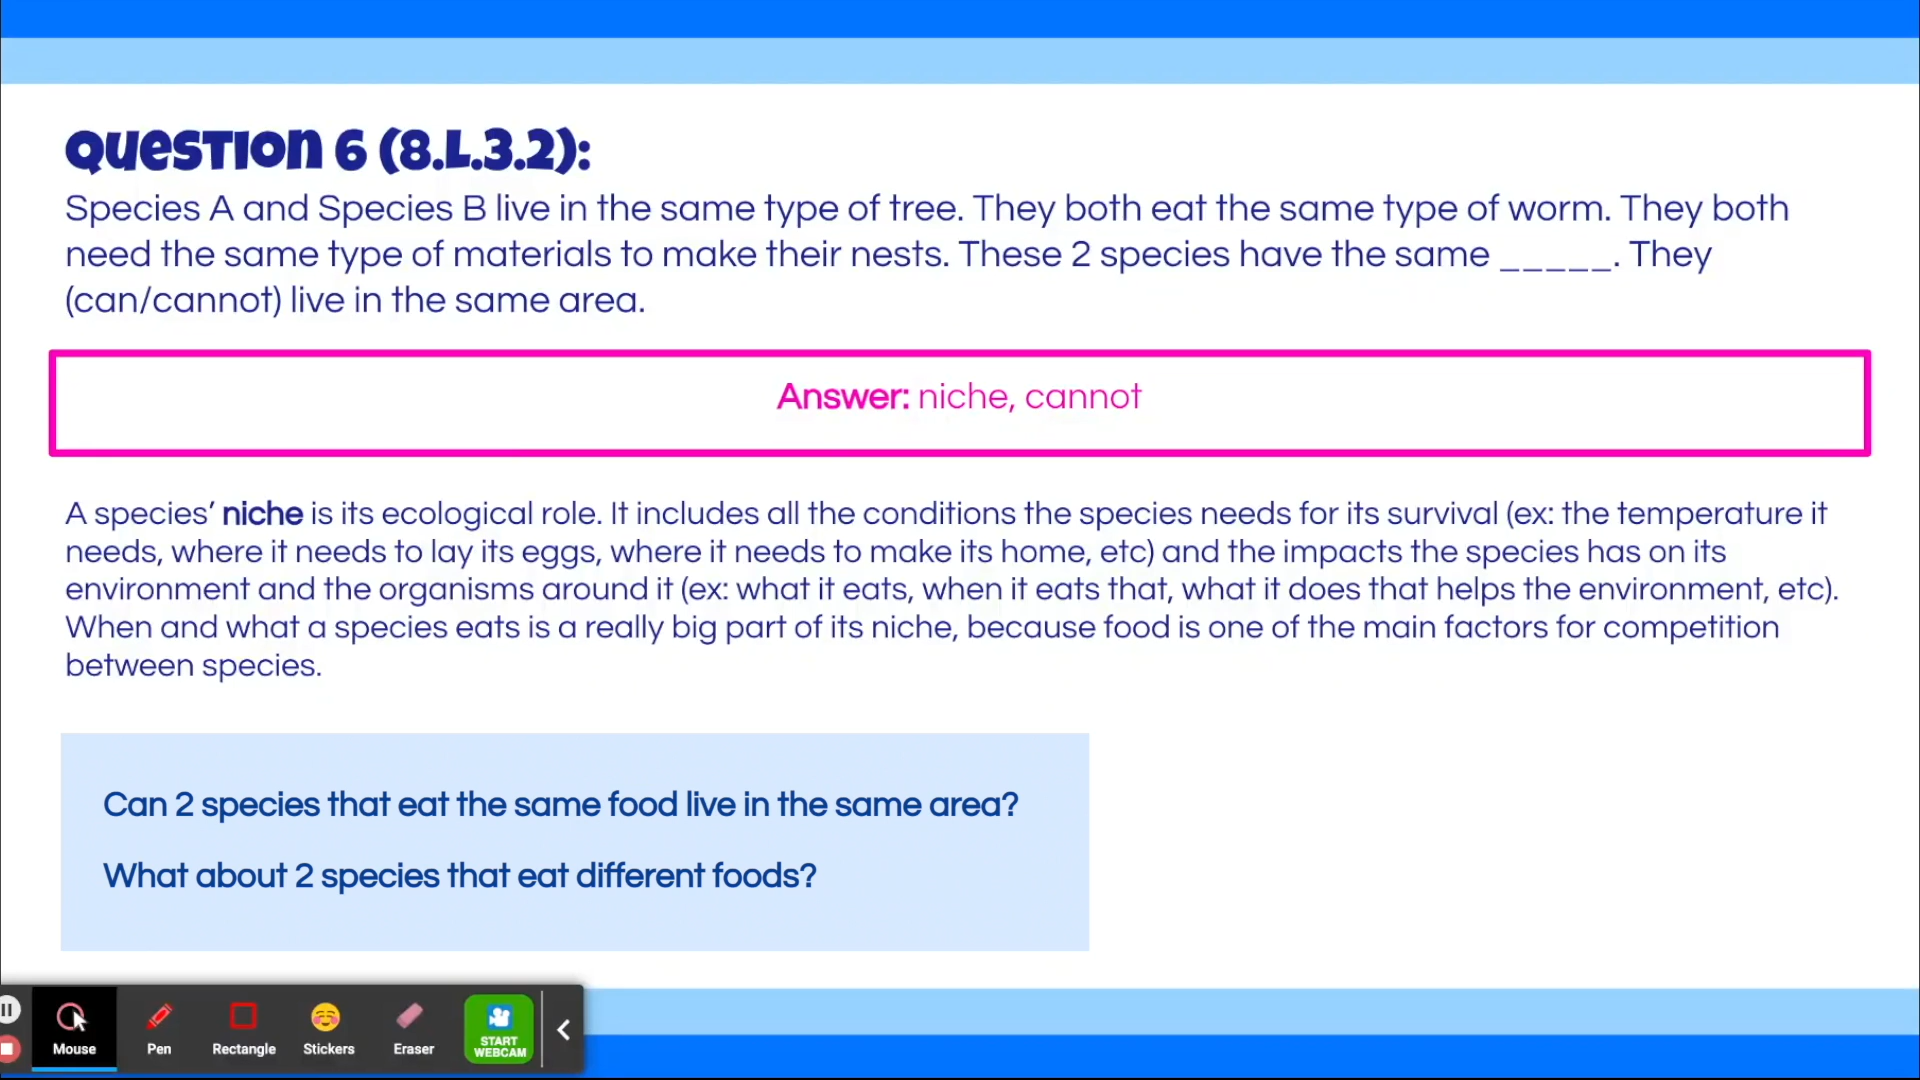 Question 6 (8.L.3.2):
Species A and Species B live in the same type of tree. They both eat the same type of worm. They both
need the same type of materials to make their nests. These 2 species have the same _____. They
(can/cannot) live in the same area.
Answer: niche, cannot
A species’ niche is its ecological role. It includes all the conditions the species needs for its survival (ex: the temperature it
needs, where it needs to lay its eggs, where it needs to make its home, etc) and the impacts the species has on its
environment and the organisms around it (ex: what it eats, when it eats that, what it does that helps the environment, etc).
When and what a species eats is a really big part of its niche, because food is one of the main factors for competition
between species.
Can 2 species that eat the same food live in the same area?
What about 2 species that eat different foods?
Mouse
Pen
Rectangle
Stickers
Eraser
START
WEBCAM